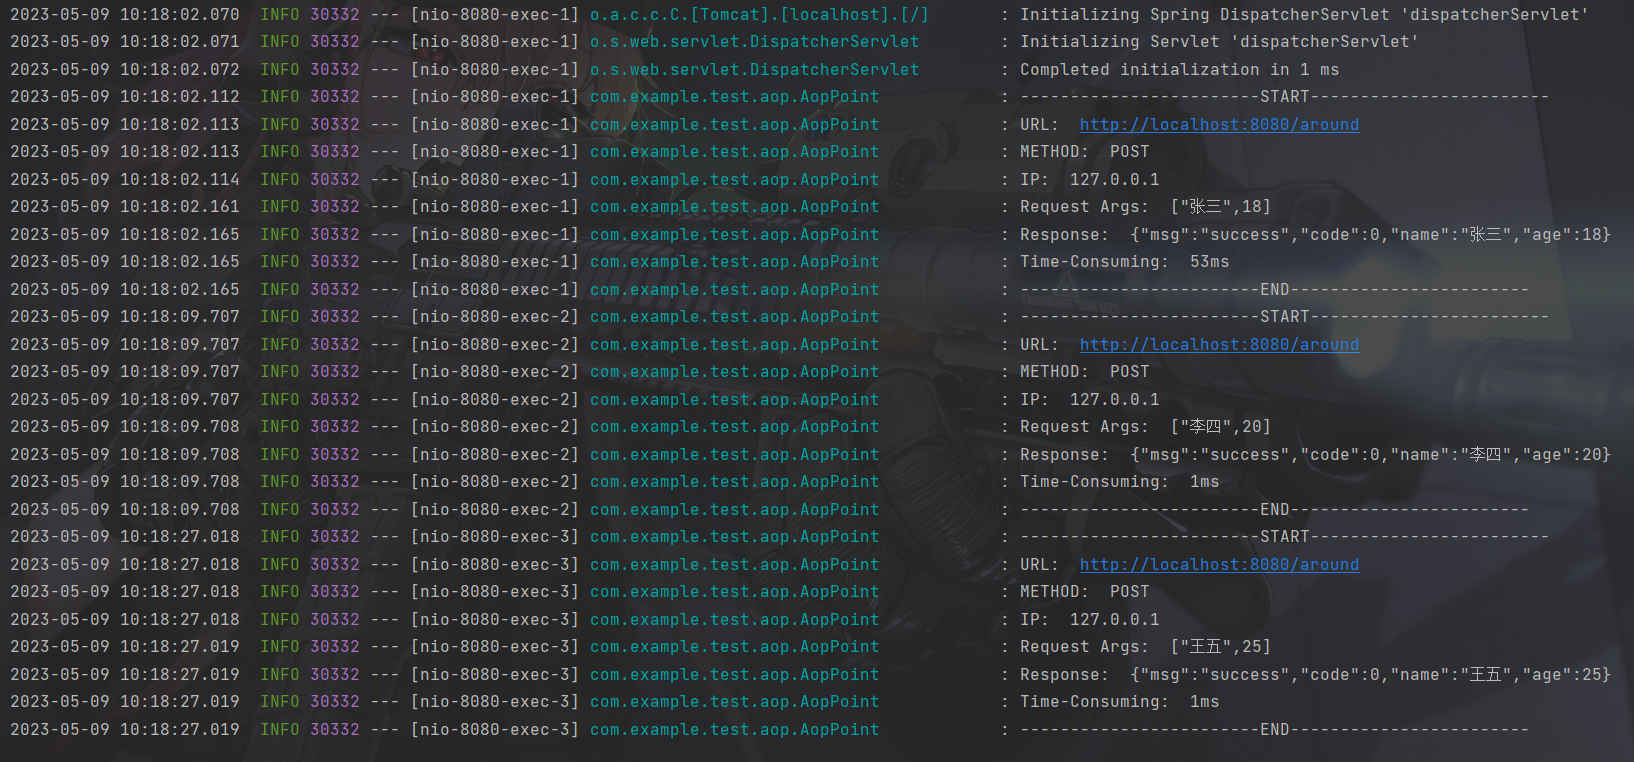 2023-05-09 10:18:02.070  INFO 30332 --- [nio-8080-exec-1] o.a.c.c.C.[Tomcat].[localhost].[/]       : Initializing Spring DispatcherServlet 'dispatcherServlet'
2023-05-09 10:18:02.071  INFO 30332 --- [nio-8080-exec-1] o.s.web.servlet.DispatcherServlet        : Initializing Servlet 'dispatcherServlet'
2023-05-09 10:18:02.072  INFO 30332 --- [nio-8080-exec-1] o.s.web.servlet.DispatcherServlet        : Completed initialization in 1 ms
2023-05-09 10:18:02.112  INFO 30332 --- [nio-8080-exec-1] com.example.test.aop.AopPoint            : ------------------------START------------------------
2023-05-09 10:18:02.113  INFO 30332 --- [nio-8080-exec-1] com.example.test.aop.AopPoint            : URL:  http://localhost:8080/around
2023-05-09 10:18:02.113  INFO 30332 --- [nio-8080-exec-1] com.example.test.aop.AopPoint            : METHOD:  POST
2023-05-09 10:18:02.114  INFO 30332 --- [nio-8080-exec-1] com.example.test.aop.AopPoint            : IP:  127.0.0.1
2023-05-09 10:18:02.161  INFO 30332 --- [nio-8080-exec-1] com.example.test.aop.AopPoint            : Request Args:  ["张三",18]
2023-05-09 10:18:02.165  INFO 30332 --- [nio-8080-exec-1] com.example.test.aop.AopPoint            : Response:  {"msg":"success","code":0,"name":"张三","age":18}
2023-05-09 10:18:02.165  INFO 30332 --- [nio-8080-exec-1] com.example.test.aop.AopPoint            : Time-Consuming:  53ms
2023-05-09 10:18:02.165  INFO 30332 --- [nio-8080-exec-1] com.example.test.aop.AopPoint            : ------------------------END------------------------
2023-05-09 10:18:09.707  INFO 30332 --- [nio-8080-exec-2] com.example.test.aop.AopPoint            : ------------------------START------------------------
2023-05-09 10:18:09.707  INFO 30332 --- [nio-8080-exec-2] com.example.test.aop.AopPoint            : URL:  http://localhost:8080/around
2023-05-09 10:18:09.707  INFO 30332 --- [nio-8080-exec-2] com.example.test.aop.AopPoint            : METHOD:  POST
2023-05-09 10:18:09.707  INFO 30332 --- [nio-8080-exec-2] com.example.test.aop.AopPoint            : IP:  127.0.0.1
2023-05-09 10:18:09.708  INFO 30332 --- [nio-8080-exec-2] com.example.test.aop.AopPoint            : Request Args:  ["李四",20]
2023-05-09 10:18:09.708  INFO 30332 --- [nio-8080-exec-2] com.example.test.aop.AopPoint            : Response:  {"msg":"success","code":0,"name":"李四","age":20}
2023-05-09 10:18:09.708  INFO 30332 --- [nio-8080-exec-2] com.example.test.aop.AopPoint            : Time-Consuming:  1ms
2023-05-09 10:18:09.708  INFO 30332 --- [nio-8080-exec-2] com.example.test.aop.AopPoint            : ------------------------END------------------------
2023-05-09 10:18:27.018  INFO 30332 --- [nio-8080-exec-3] com.example.test.aop.AopPoint            : ------------------------START------------------------
2023-05-09 10:18:27.018  INFO 30332 --- [nio-8080-exec-3] com.example.test.aop.AopPoint            : URL:  http://localhost:8080/around
2023-05-09 10:18:27.018  INFO 30332 --- [nio-8080-exec-3] com.example.test.aop.AopPoint            : METHOD:  POST
2023-05-09 10:18:27.018  INFO 30332 --- [nio-8080-exec-3] com.example.test.aop.AopPoint            : IP:  127.0.0.1
2023-05-09 10:18:27.019  INFO 30332 --- [nio-8080-exec-3] com.example.test.aop.AopPoint            : Request Args:  ["王五",25]
2023-05-09 10:18:27.019  INFO 30332 --- [nio-8080-exec-3] com.example.test.aop.AopPoint            : Response:  {"msg":"success","code":0,"name":"王五","age":25}
2023-05-09 10:18:27.019  INFO 30332 --- [nio-8080-exec-3] com.example.test.aop.AopPoint            : Time-Consuming:  1ms
2023-05-09 10:18:27.019  INFO 30332 --- [nio-8080-exec-3] com.example.test.aop.AopPoint            : ------------------------END------------------------